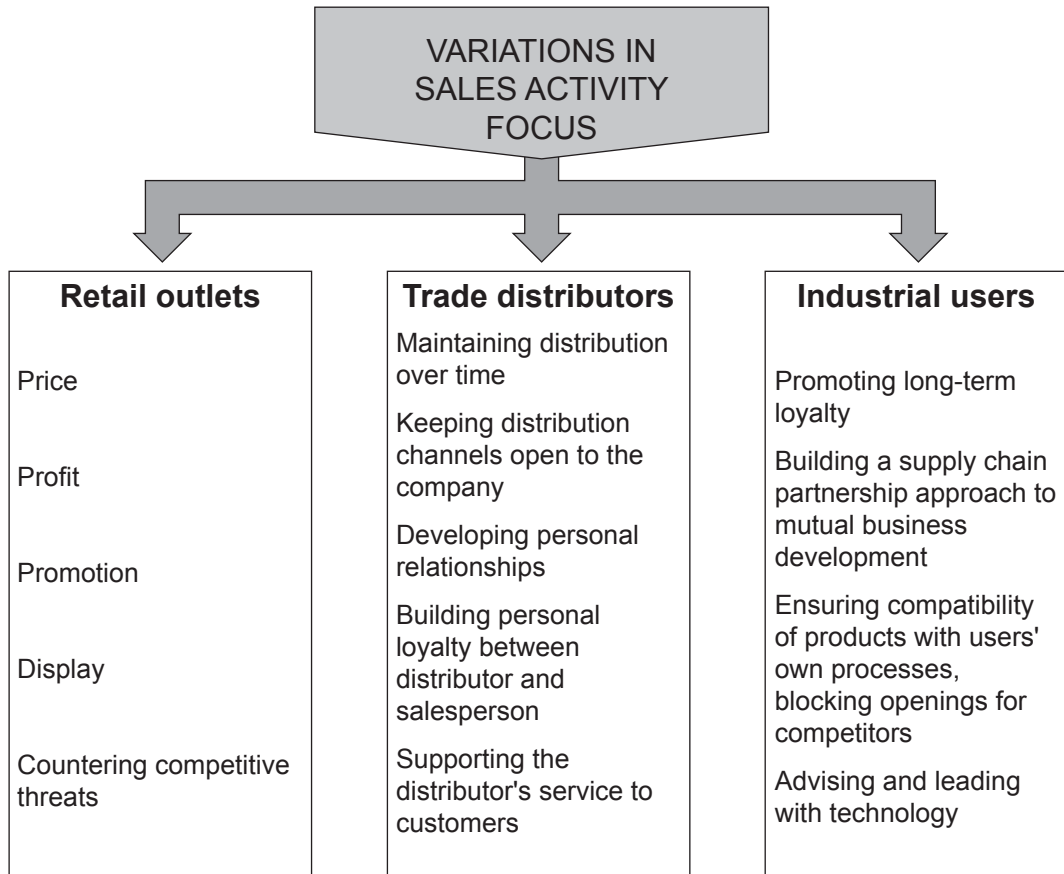 VARIATIONS IN
SALES ACTIVITY
FOCUS
Retail outlets
Price
Profit
Promotion
Display
Countering competitive
threats
Trade distributors
Maintaining distribution
over time
Keeping distribution
channels open to the
company
Developing personal
relationships
Building personal
loyalty between
distributor and
salesperson
Supporting the
distributor's service to
customers
Industrial users
Promoting long-term
loyalty
Building a supply chain
partnership approach to
mutual business
development
Ensuring compatibility
of products with users'
own processes,
blocking openings for
competitors
Advising and leading
with technology